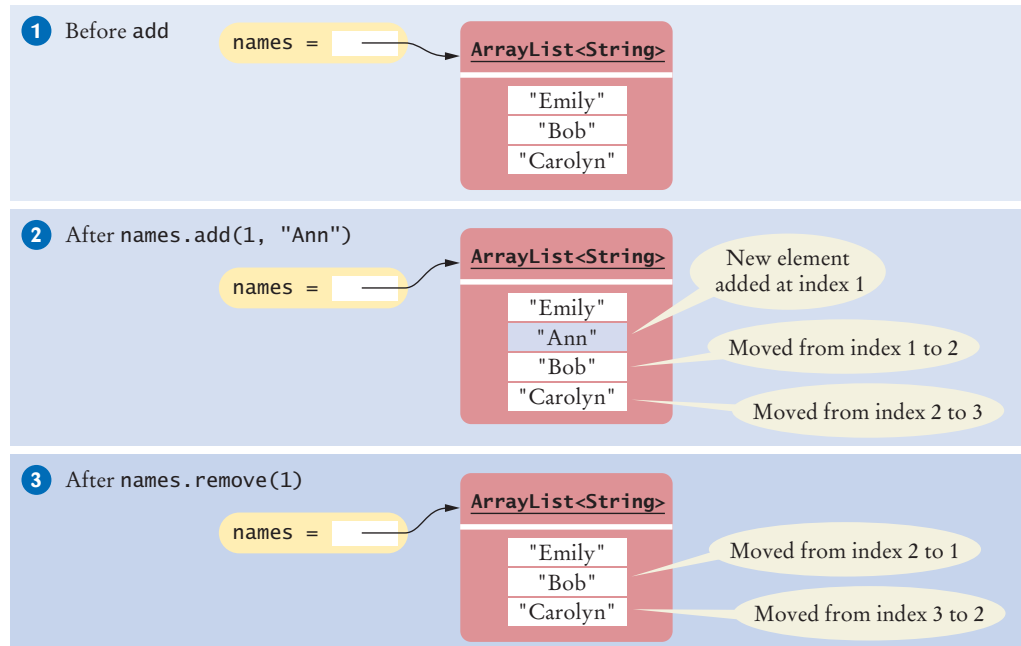 1 Before add
names =
ArrayList<String>
"Emily"
"Bob"
"Carolyn"
2 After names.add(1, "Ann")
names =
ArrayList<String>
"Emily"
"Ann"
"Bob"
"Carolyn"
New element
added at index 1
Moved from index 1 to 2
Moved from index 2 to 3
3 After names.remove(1)
names =
ArrayList<String>
"Emily"
"Bob"
"Carolyn"
Moved from index 2 to 1
Moved from index 3 to 2